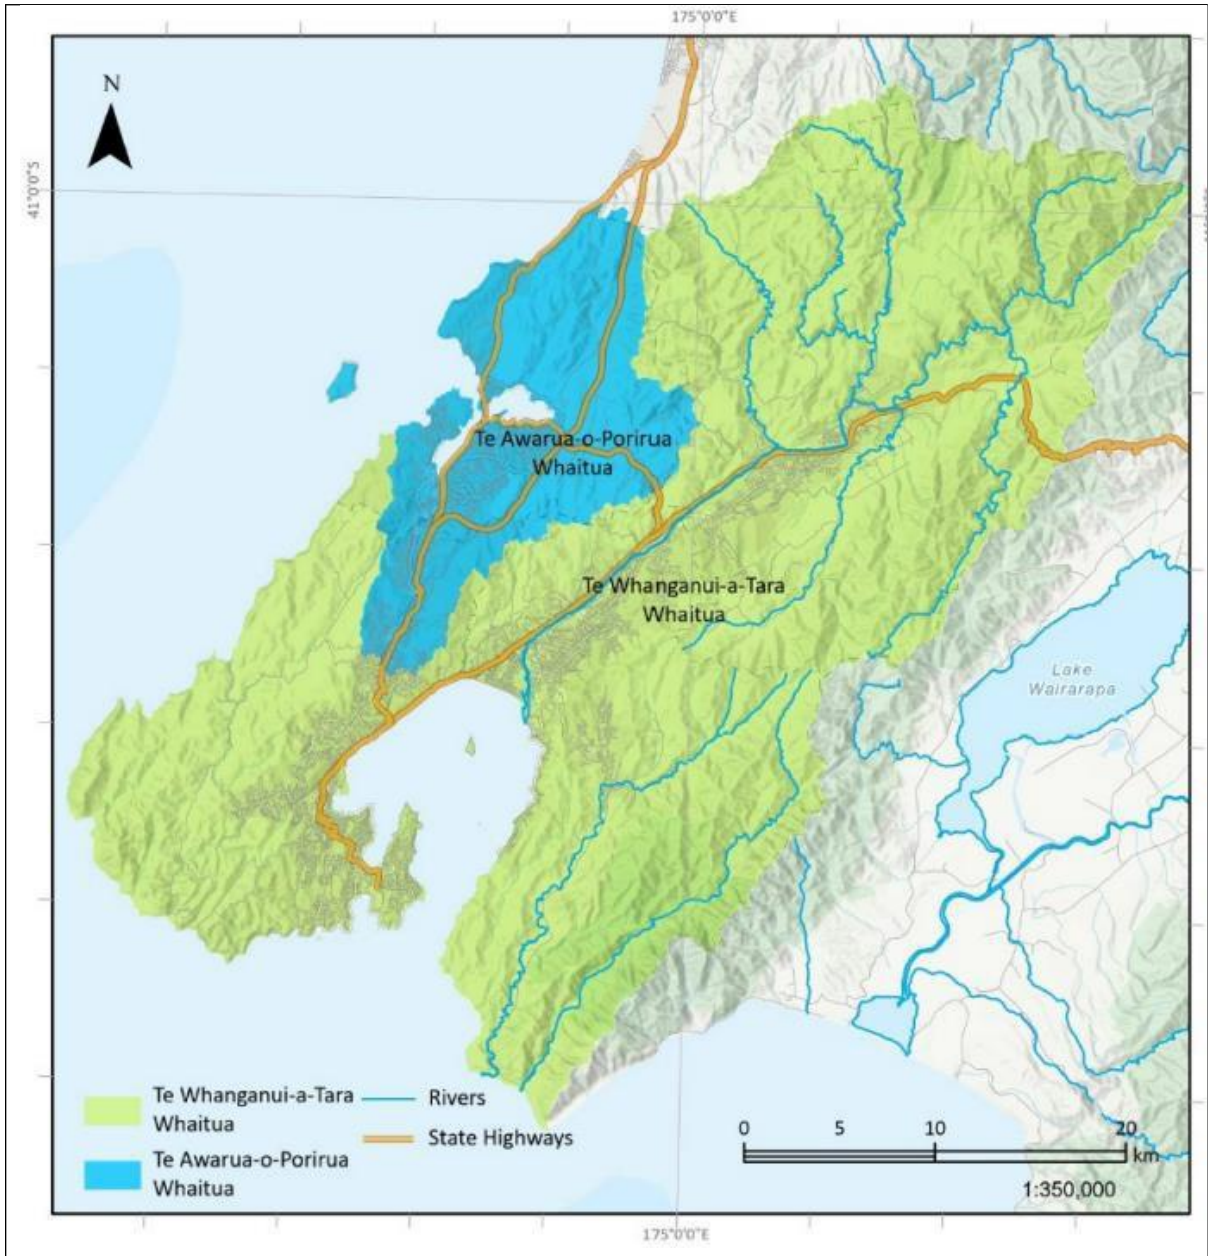 175°0'0"E
N
41°0'0"S
Te Awarua-o-Porirua
Whaitua
Te Whanganui-a-Tara
Whaitua
Lake
Wairarapa
Te Whanganui-a-Tara
Whaitua
Rivers
State Highways
Te Awarua-o-Porirua
Whaitua
0 5 10 20
km
1:350,000
175°0'0"E